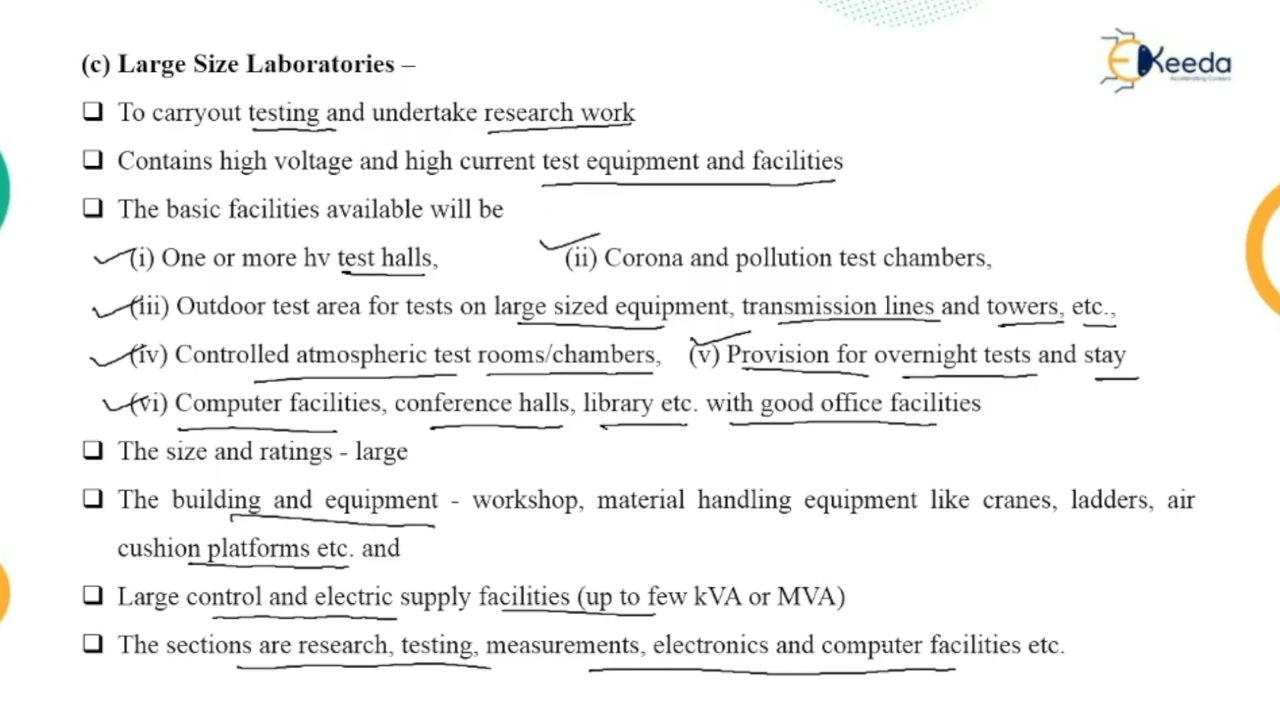 (c) Large Size Laboratories –
EKeeda
Accelerating Careers
❑ To carryout testing and undertake research work
❑ Contains high voltage and high current test equipment and facilities
❑ The basic facilities available will be
(i) One or more hv test halls, (ii) Corona and pollution test chambers,
(iii) Outdoor test area for tests on large sized equipment, transmission lines and towers, etc.,
(iv) Controlled atmospheric test rooms/chambers, (v) Provision for overnight tests and stay
(vi) Computer facilities, conference halls, library etc. with good office facilities
❑ The size and ratings - large
❑ The building and equipment - workshop, material handling equipment like cranes, ladders, air
cushion platforms etc. and
❑ Large control and electric supply facilities (up to few kVA or MVA)
❑ The sections are research, testing, measurements, electronics and computer facilities etc.